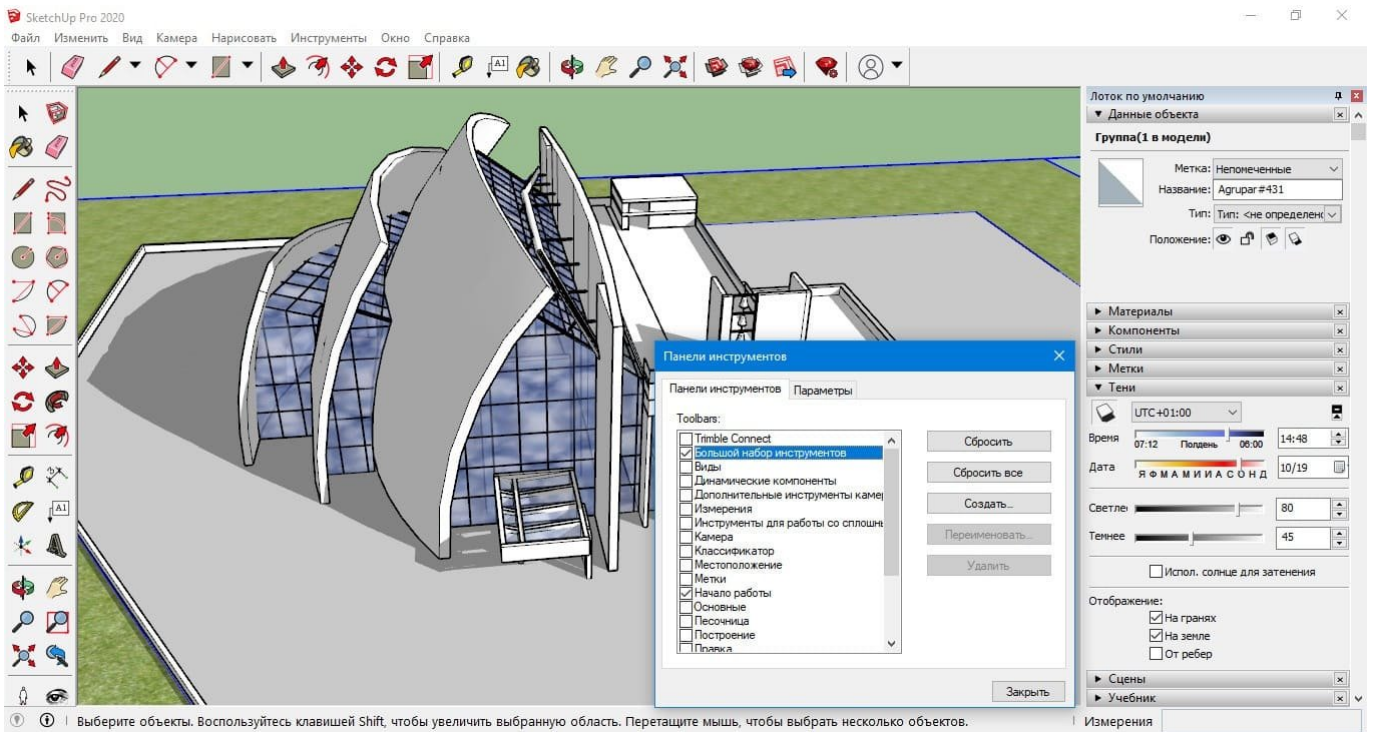 SketchUp Pro 2020
Файл Изменить Вид Камера Нарисовать Инструменты Окно Справка
A1
A1
Лоток по умолчанию
Данные объекта
Группа(1 в модели)
Метка: Непомеченные
Название: Agrupar#431
Тип: Тип: <не определенс
Положение:
Материалы
Компоненты
Стили
Метки
Тени
UTC+01:00
Время 07:12 Полдень 06:00 14:48
Дата Я Ф М А М И И А С О Н Д 10/19
Светлее 80
Темнее 45
Испол. солнце для затенения
Отображение:
На гранях
На земле
От ребер
Сцены
Учебник
Панели инструментов
Панели инструментов Параметры
Toolbars:
Trimble Connect
Большой набор инструментов
Виды
Динамические компоненты
Дополнительные инструменты камер
Измерения
Инструменты для работы со сплошнь
Камера
Классификатор
Местоположение
Метки
Начало работы
Основные
Песочница
Построение
Правка
Сбросить
Сбросить все
Создать...
Переименовать...
Удалить
Закрыть
Выберите объекты. Воспользуйтесь клавишей Shift, чтобы увеличить выбранную область. Перетащите мышь, чтобы выбрать несколько объектов.
Измерения